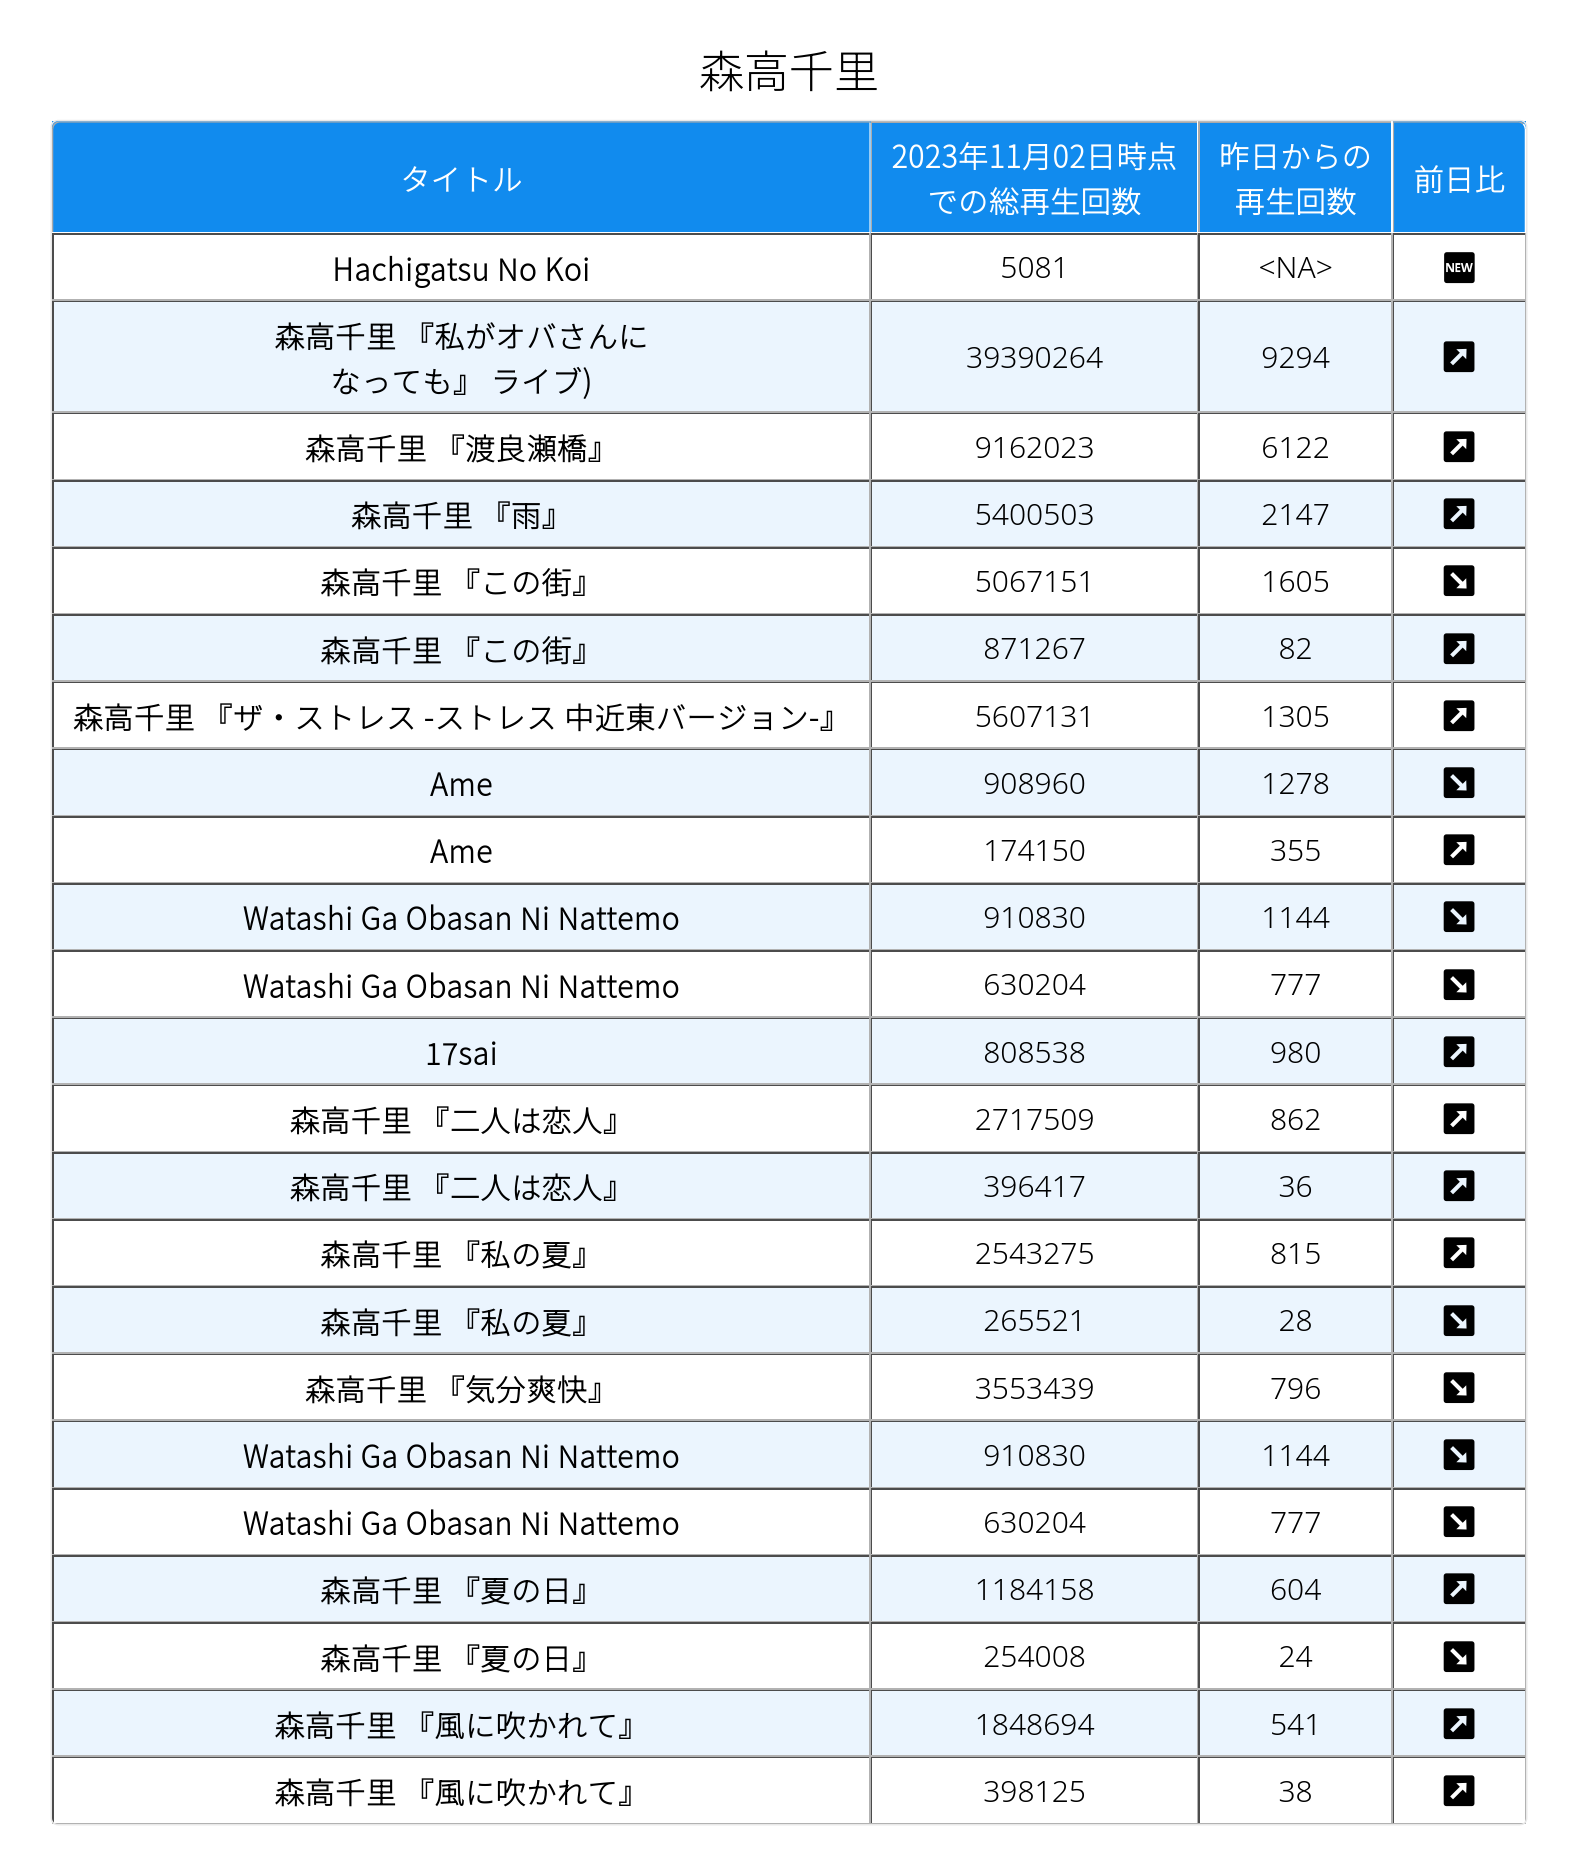 森高千里
タイトル 2023年11月02日時点での総再生回数 昨日からの再生回数 前日比
Hachigatsu No Koi 5081 <NA> NEW
森高千里 『私がオバさんに
なっても』 ライブ) 39390264 9294 ↗
森高千里 『渡良瀬橋』 9162023 6122 ↗
森高千里 『雨』 5400503 2147 ↗
森高千里 『この街』 5067151 1605 ↘
森高千里 『この街』 871267 82 ↗
森高千里 『ザ・ストレス -ストレス 中近東バージョン-』 5607131 1305 ↗
Ame 908960 1278 ↘
Ame 174150 355 ↗
Watashi Ga Obasan Ni Nattemo 910830 1144 ↘
Watashi Ga Obasan Ni Nattemo 630204 777 ↘
17sai 808538 980 ↗
森高千里 『二人は恋人』 2717509 862 ↗
森高千里 『二人は恋人』 396417 36 ↗
森高千里 『私の夏』 2543275 815 ↗
森高千里 『私の夏』 265521 28 ↘
森高千里 『気分爽快』 3553439 796 ↘
Watashi Ga Obasan Ni Nattemo 910830 1144 ↘
Watashi Ga Obasan Ni Nattemo 630204 777 ↘
森高千里 『夏の日』 1184158 604 ↗
森高千里 『夏の日』 254008 24 ↘
森高千里 『風に吹かれて』 1848694 541 ↗
森高千里 『風に吹かれて』 398125 38 ↗